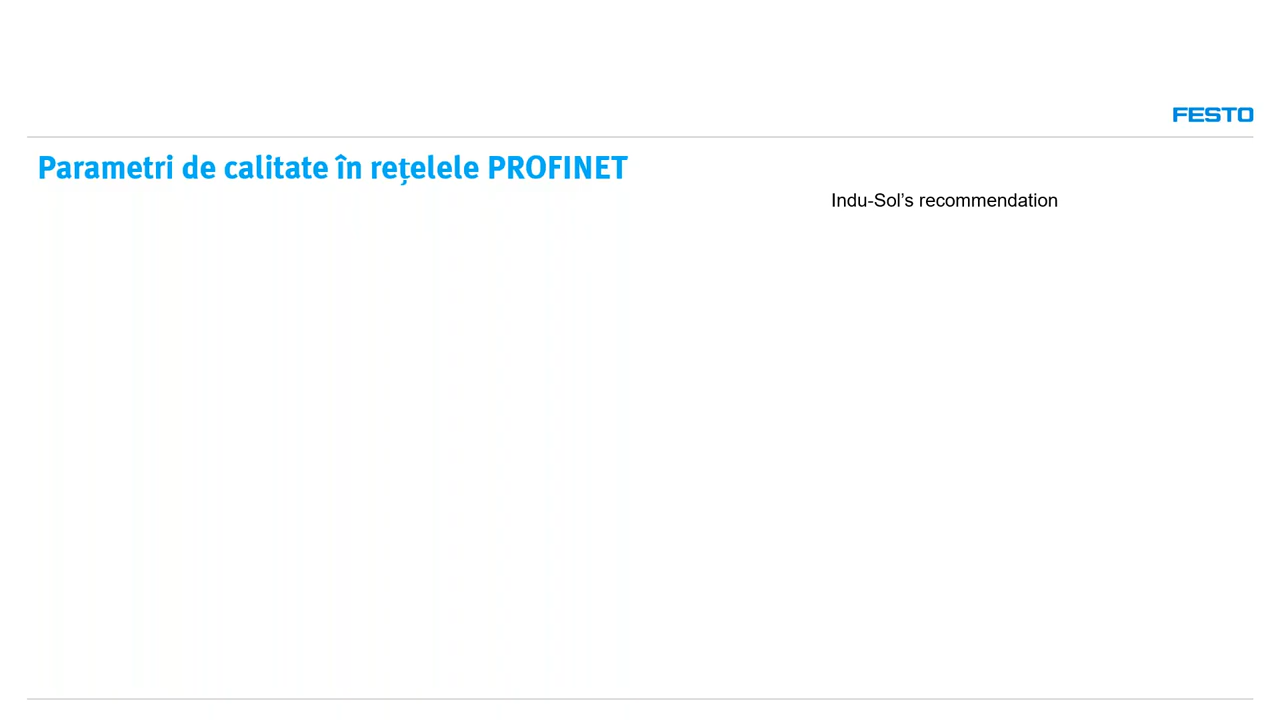 FESTO
Parametri de calitate în rețelele PROFINET
Indu-Sol’s recommendation